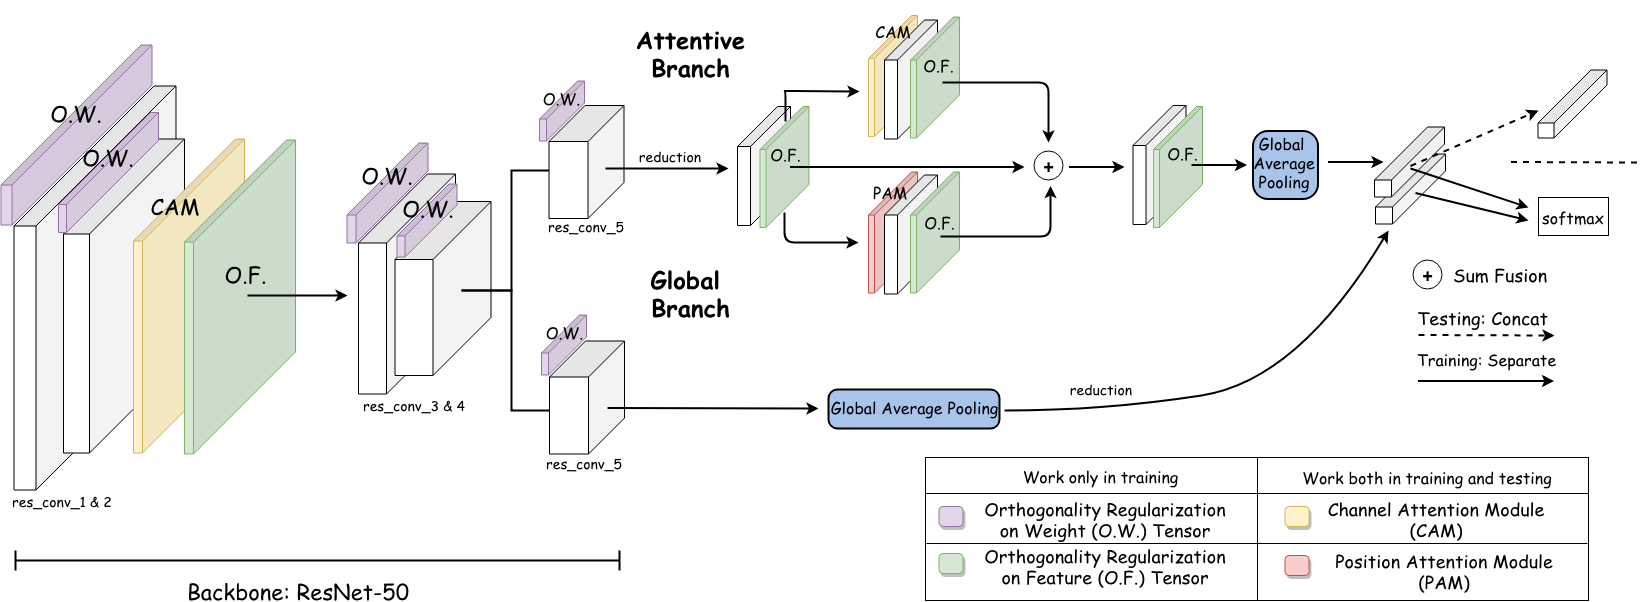 Attentive
Branch
O.W.
O.W.
CAM
O.F.
res_conv_1 & 2
O.W.
O.W.
res_conv_3 & 4
O.W.
res_conv_5
reduction
O.F.
CAM
O.F.
PAM
O.F.
+
O.F.
Global
Average
Pooling
softmax
Global
Branch
O.W.
res_conv_5
Global Average Pooling
reduction
+ Sum Fusion
Testing: Concat
Training: Separate
Work only in training
Work both in training and testing
Orthogonality Regularization
on Weight (O.W.) Tensor
Channel Attention Module
(CAM)
Orthogonality Regularization
on Feature (O.F.) Tensor
Position Attention Module
(PAM)
Backbone: ResNet-50